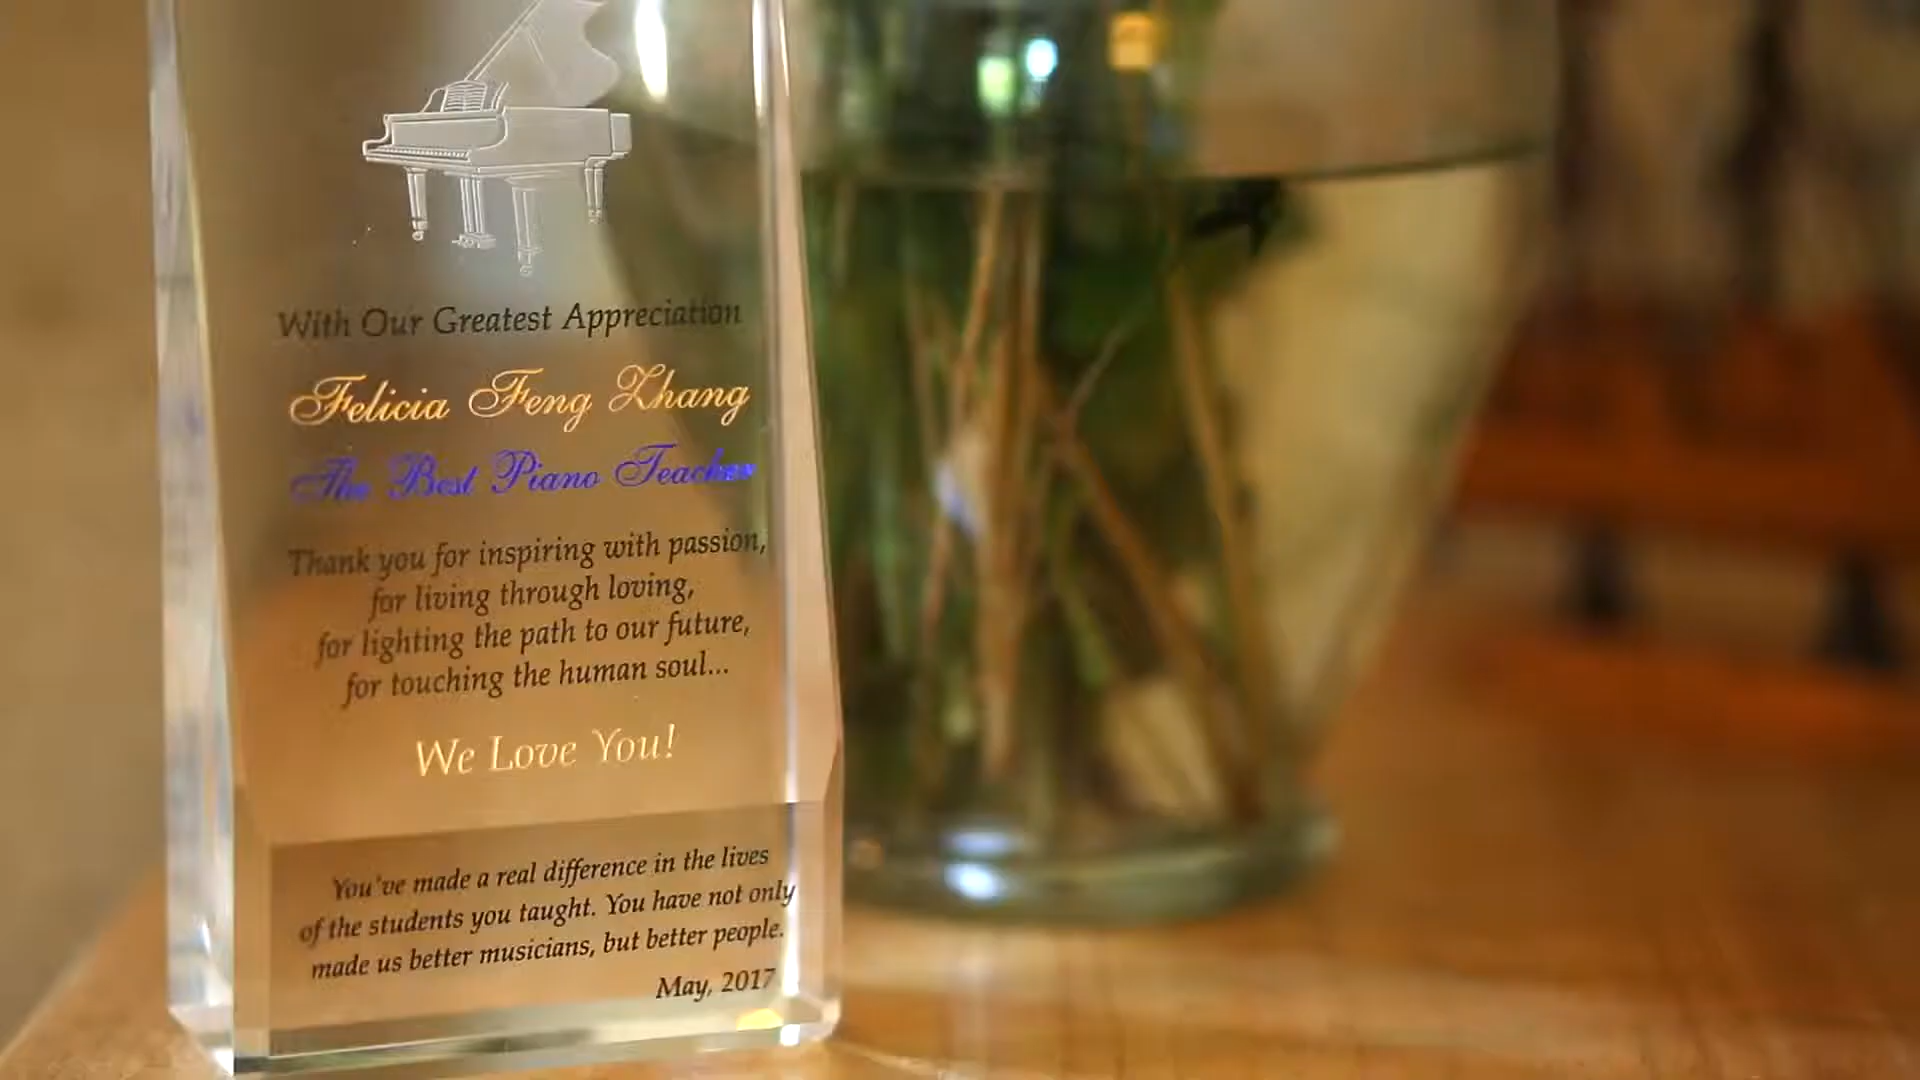 With Our Greatest Appreciation
Felicia Feng Zhang
The Best Piano Teacher
Thank you for inspiring with passion,
for living through loving,
for lighting the path to our future,
for touching the human soul...
We Love You!
You've made a real difference in the lives
of the students you taught. You have not only
made us better musicians, but better people.
May, 2017